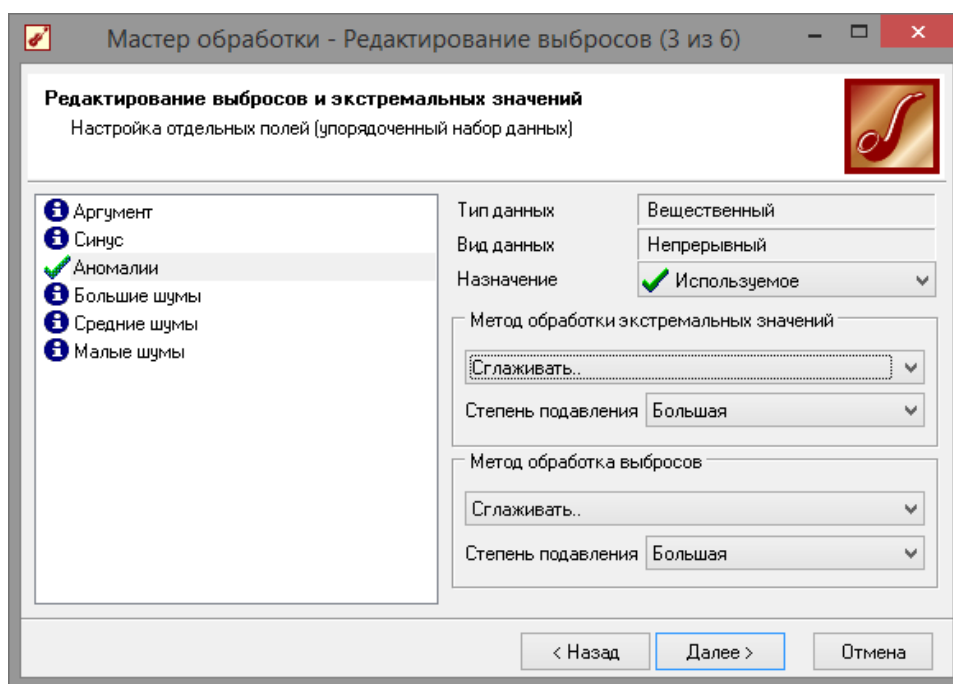 Мастер обработки - Редактирование выбросов (3 из 6)
Редактирование выбросов и экстремальных значений
Настройка отдельных полей (упорядоченный набор данных)
Аргумент
Синус
Аномалии
Большие шумы
Средние шумы
Малые шумы
Тип данных Вещественный
Вид данных Непрерывный
Назначение Используемое
Метод обработки экстремальных значений
Сглаживать..
Степень подавления Большая
Метод обработка выбросов
Сглаживать..
Степень подавления Большая
< Назад Далее > Отмена